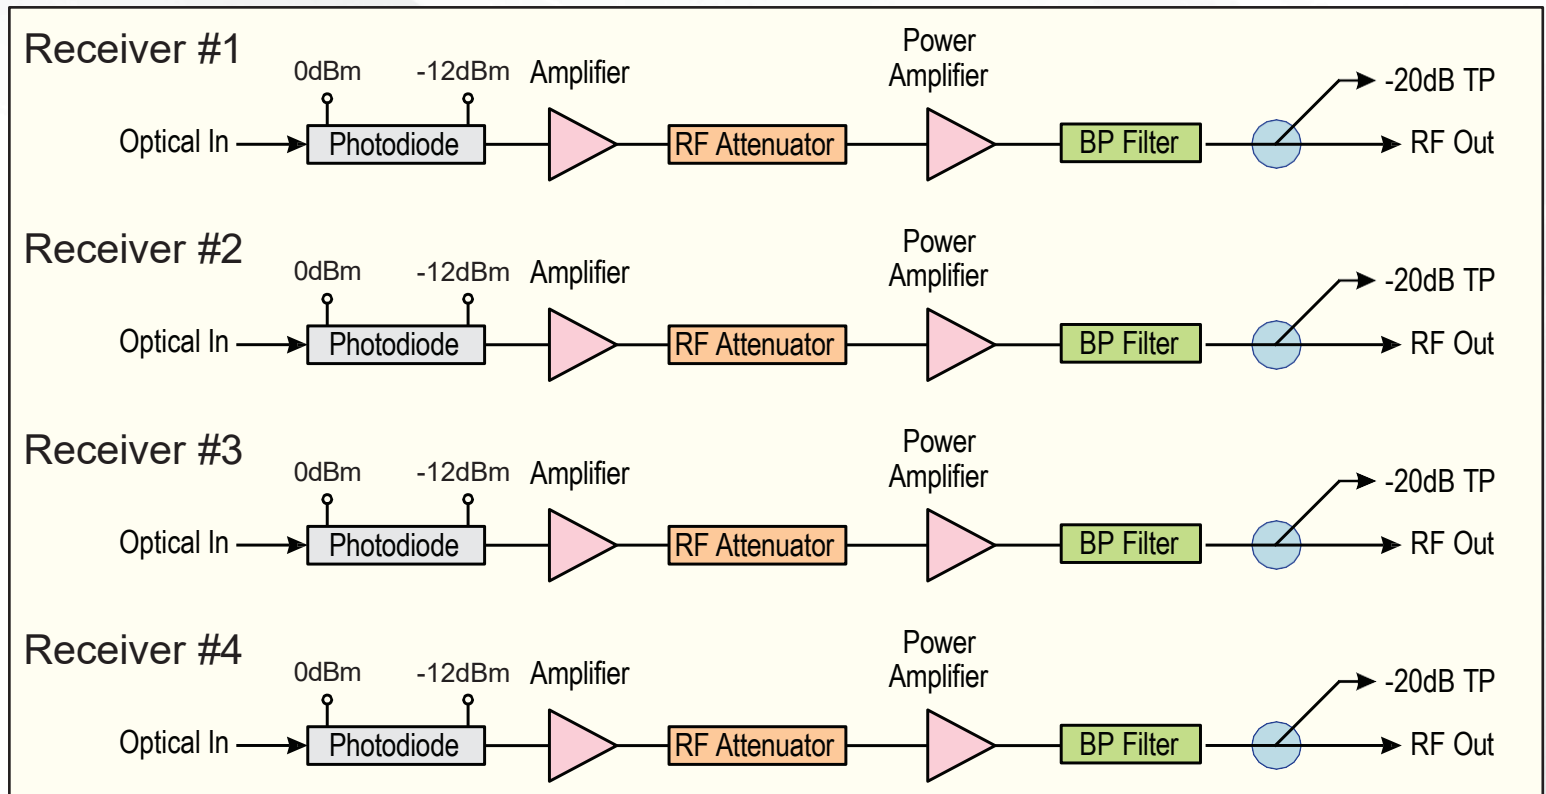 Receiver #1
0dBm -12dBm Amplifier
Power
Amplifier
-20dB TP
Optical In Photodiode RF Attenuator BP Filter RF Out
Receiver #2
0dBm -12dBm Amplifier
Power
Amplifier
-20dB TP
Optical In Photodiode RF Attenuator BP Filter RF Out
Receiver #3
0dBm -12dBm Amplifier
Power
Amplifier
-20dB TP
Optical In Photodiode RF Attenuator BP Filter RF Out
Receiver #4
0dBm -12dBm Amplifier
Power
Amplifier
-20dB TP
Optical In Photodiode RF Attenuator BP Filter RF Out